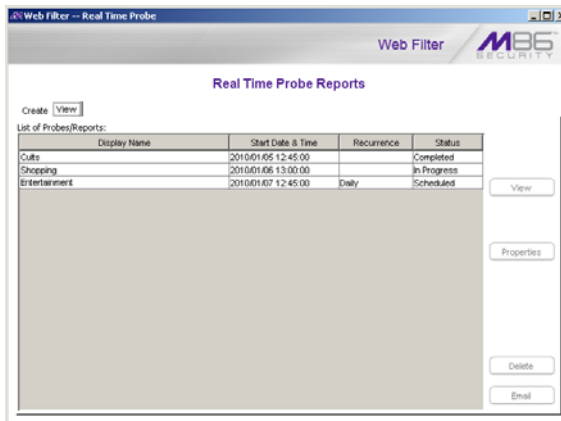 Web Filter -- Real Time Probe
Web Filter
M86
SECURITY
Real Time Probe Reports
Create View
List of Probes/Reports:
Display Name Start Date & Time Recurrence Status
Cults 2010/01/05 12:45:00 Completed
Shopping 2010/01/06 13:00:00 In Progress
Entertainment 2010/01/07 12:45:00 Daily Scheduled
View
Properties
Delete
Email